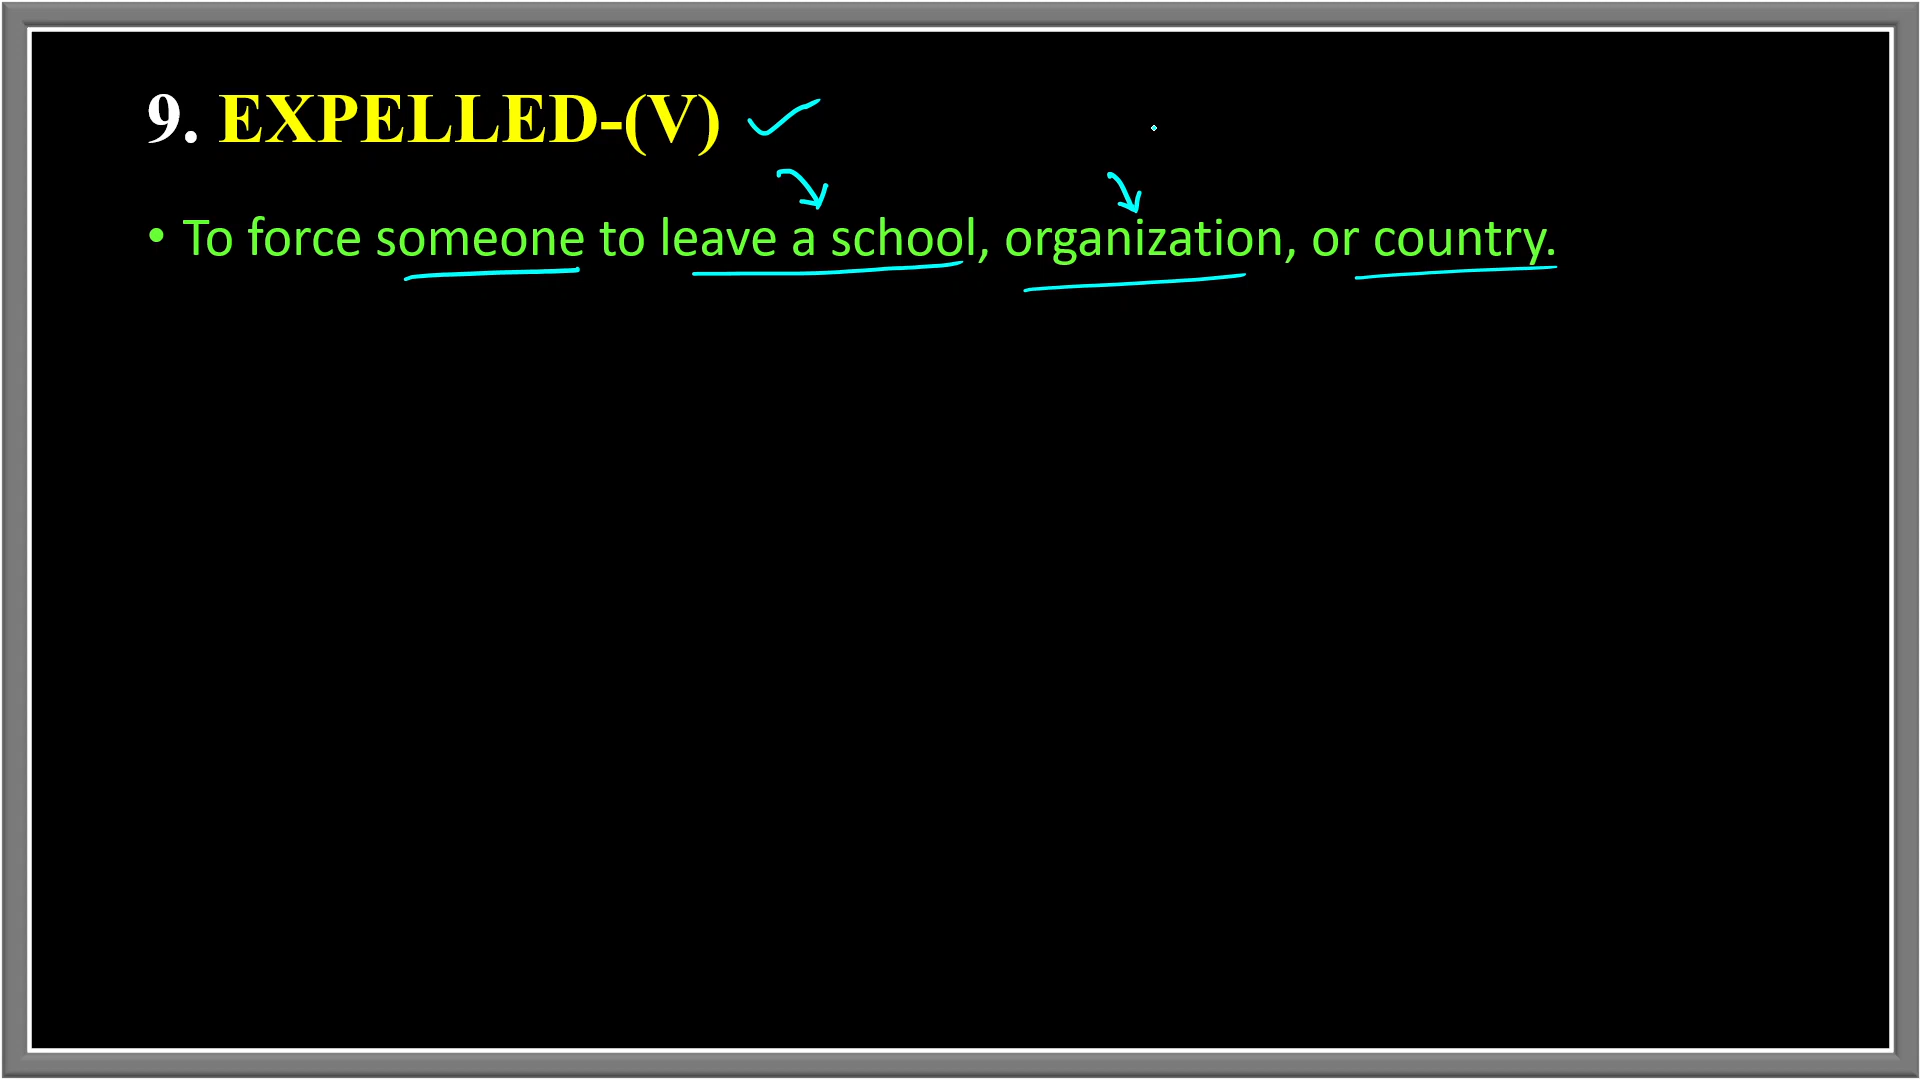 9. EXPELLED-(V)
• To force someone to leave a school, organization, or country.